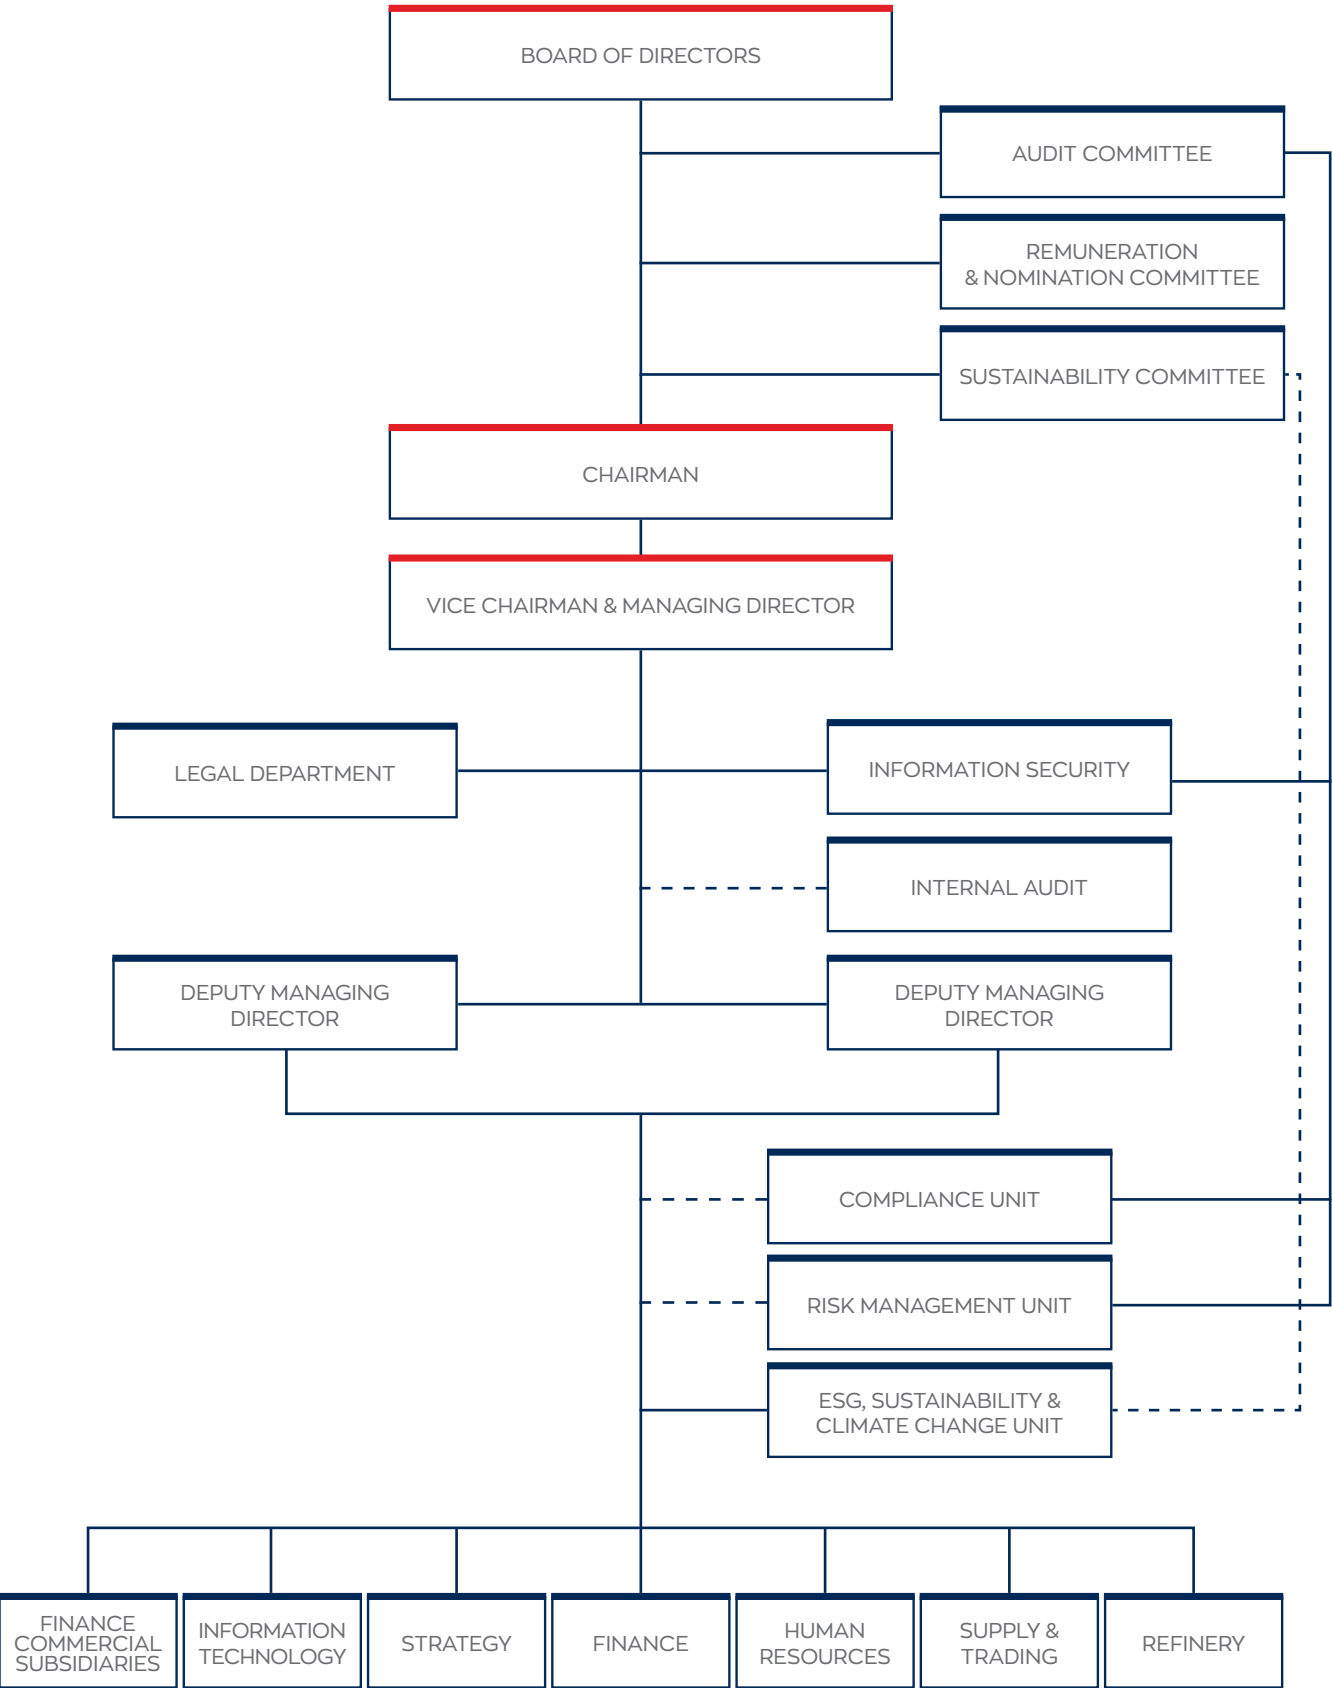 BOARD OF DIRECTORS
AUDIT COMMITTEE
REMUNERATION
& NOMINATION COMMITTEE
SUSTAINABILITY COMMITTEE
CHAIRMAN
VICE CHAIRMAN & MANAGING DIRECTOR
LEGAL DEPARTMENT
INFORMATION SECURITY
INTERNAL AUDIT
DEPUTY MANAGING
DIRECTOR
DEPUTY MANAGING
DIRECTOR
COMPLIANCE UNIT
RISK MANAGEMENT UNIT
ESG, SUSTAINABILITY &
CLIMATE CHANGE UNIT
FINANCE
COMMERCIAL
SUBSIDIARIES
INFORMATION
TECHNOLOGY
STRATEGY
FINANCE
HUMAN
RESOURCES
SUPPLY &
TRADING
REFINERY